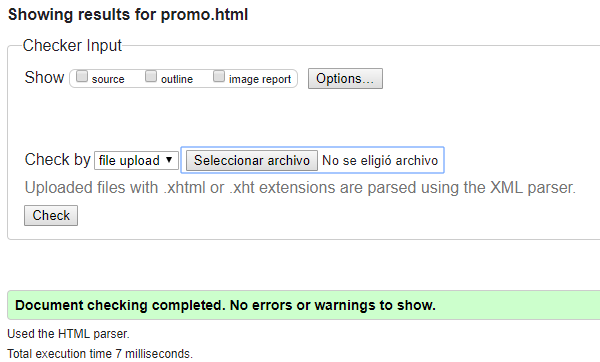 Showing results for promo.html
Checker Input
Show source outline image report Options...
Check by file upload Seleccionar archivo No se eligió archivo
Uploaded files with .xhtml or .xht extensions are parsed using the XML parser.
Check
Document checking completed. No errors or warnings to show.
Used the HTML parser.
Total execution time 7 milliseconds.